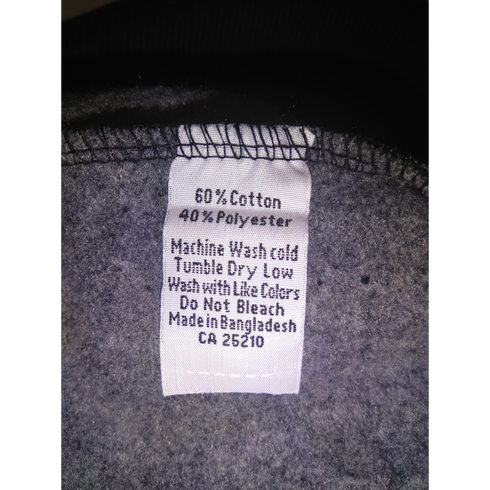 60% Cotton
40% Polyester
Machine Wash cold
Tumble Dry Low
Wash with Like Colors
Do Not Bleach
Made in Bangladesh
CA 25210